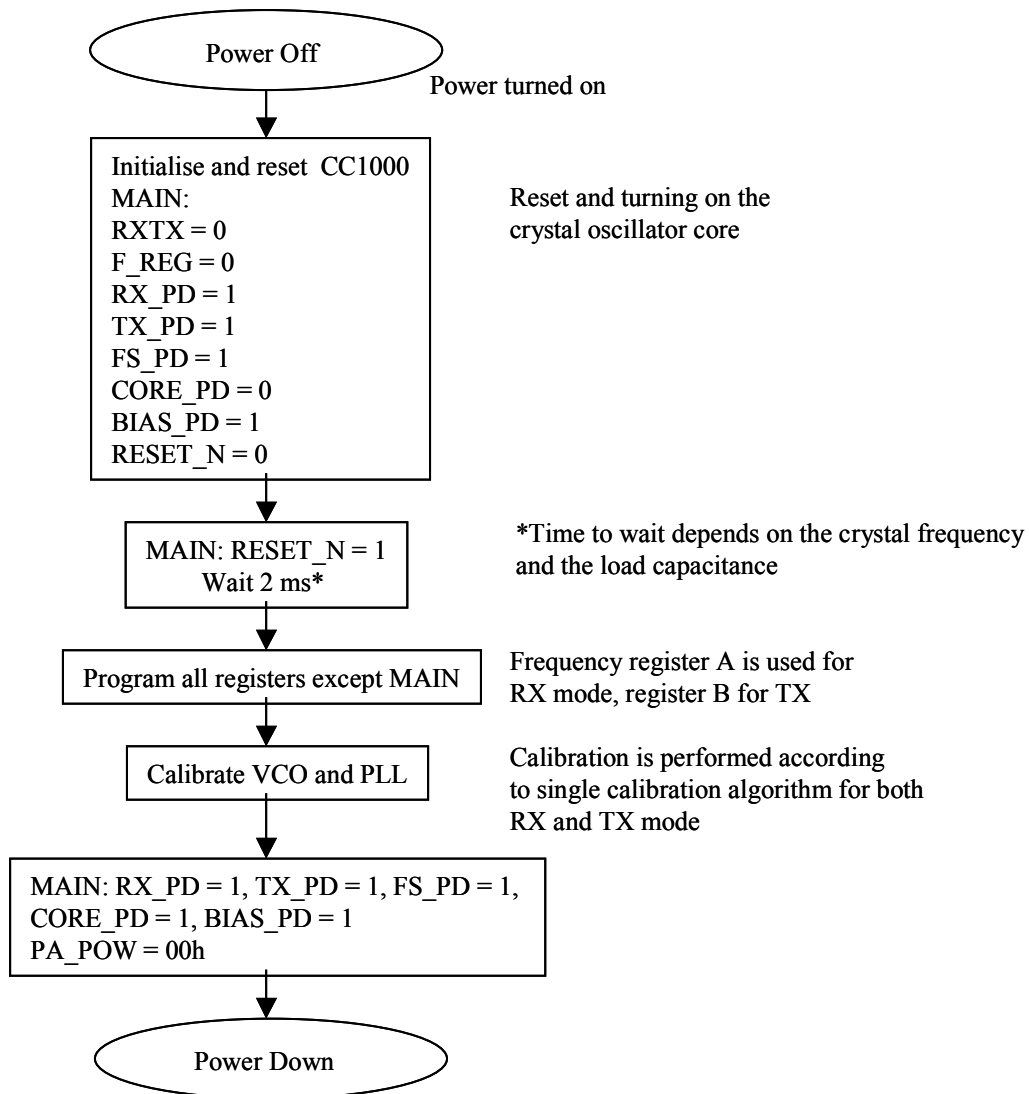 Power Off
Power turned on
Initialise and reset CC1000
MAIN:
RXTX = 0
F_REG = 0
RX_PD = 1
TX_PD = 1
FS_PD = 1
CORE_PD = 0
BIAS_PD = 1
RESET_N = 0
Reset and turning on the
crystal oscillator core
MAIN: RESET_N = 1
Wait 2 ms*
*Time to wait depends on the crystal frequency
and the load capacitance
Program all registers except MAIN
Frequency register A is used for
RX mode, register B for TX
Calibrate VCO and PLL
Calibration is performed according
to single calibration algorithm for both
RX and TX mode
MAIN: RX_PD = 1, TX_PD = 1, FS_PD = 1,
CORE_PD = 1, BIAS_PD = 1
PA_POW = 00h
Power Down